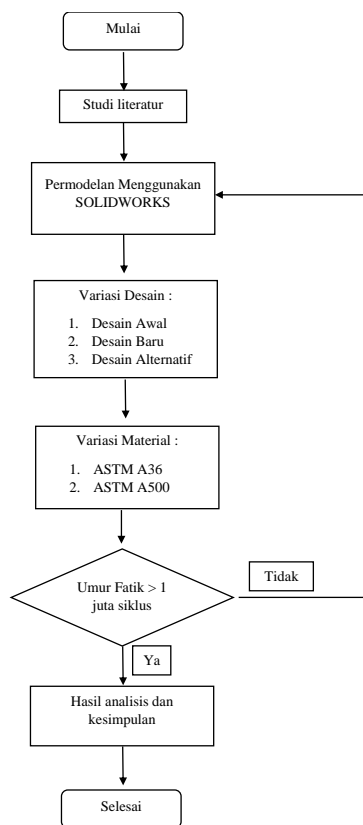 Mulai
Studi literatur
Permodelan Menggunakan
SOLIDWORKS
Variasi Desain :
1. Desain Awal
2. Desain Baru
3. Desain Alternatif
Variasi Material :
1. ASTM A36
2. ASTM A500
Umur Fatik > 1
juta siklus
Tidak
Ya
Hasil analisis dan
kesimpulan
Selesai